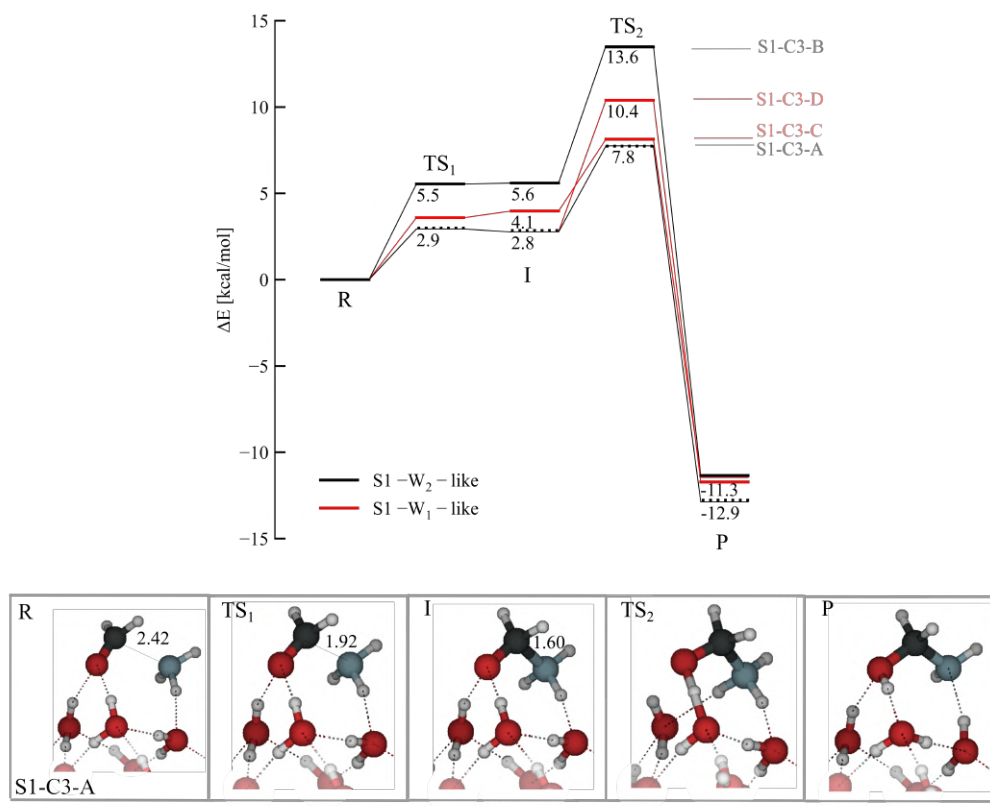 15
10
5
0
−5
−10
−15
ΔE [kcal/mol]
R
TS₁
5.5
2.9
5.6
4.1
2.8
I
TS₂
13.6
10.4
7.8
S1-C3-B
S1-C3-D
S1-C3-C
S1-C3-A
-11.3
-12.9
P
S1 −W₂ − like
S1 −W₁ − like
R
2.42
S1-C3-A
TS₁
1.92
I
1.60
TS₂
P